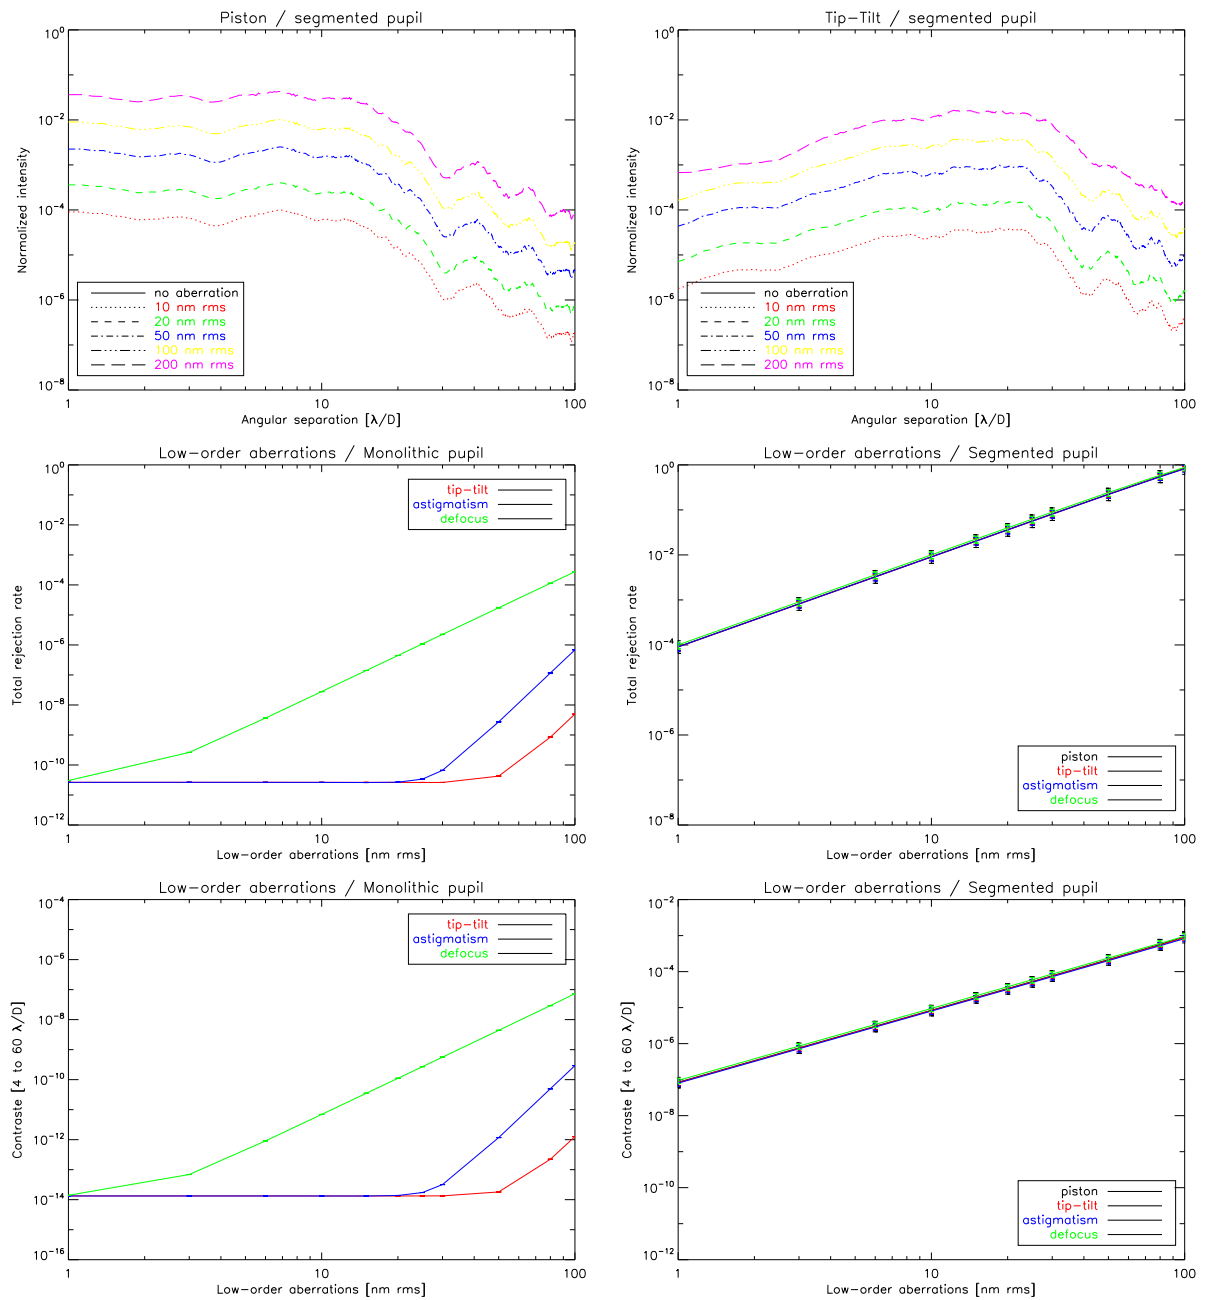 Piston / segmented pupil
10^0
10^-2
10^-4
10^-6
10^-8
Normalized intensity
no aberration
10 nm rms
20 nm rms
50 nm rms
100 nm rms
200 nm rms
1 10 100
Angular separation [λ/D]
Tip-Tilt / segmented pupil
10^0
10^-2
10^-4
10^-6
10^-8
Normalized intensity
no aberration
10 nm rms
20 nm rms
50 nm rms
100 nm rms
200 nm rms
1 10 100
Angular separation [λ/D]
Low-order aberrations / Monolithic pupil
10^0
10^-2
10^-4
10^-6
10^-8
10^-10
10^-12
Total rejection rate
tip-tilt
astigmatism
defocus
1 10 100
Low-order aberrations [nm rms]
Low-order aberrations / Segmented pupil
10^0
10^-2
10^-4
10^-6
10^-8
Total rejection rate
piston
tip-tilt
astigmatism
defocus
1 10 100
Low-order aberrations [nm rms]
Low-order aberrations / Monolithic pupil
10^-4
10^-6
10^-8
10^-10
10^-12
10^-14
10^-16
Contraste [4 to 60 λ/D]
tip-tilt
astigmatism
defocus
1 10 100
Low-order aberrations [nm rms]
Low-order aberrations / Segmented pupil
10^-2
10^-4
10^-6
10^-8
10^-10
10^-12
Contraste [4 to 60 λ/D]
piston
tip-tilt
astigmatism
defocus
1 10 100
Low-order aberrations [nm rms]